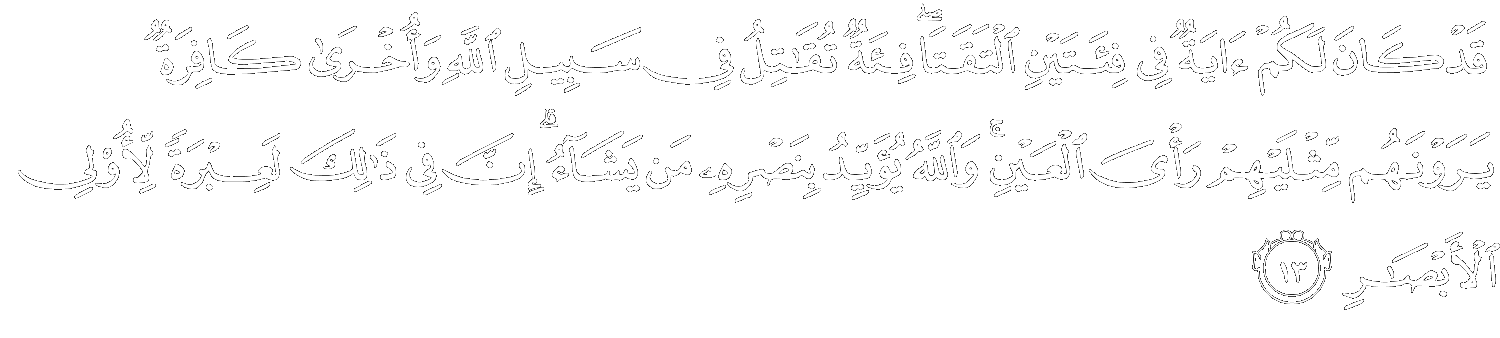 قَدْ كَانَ لَكُمْ ءَايَةٌ فِى فِئَتَيْنِ ٱلْتَقَتَا ۖ فِئَةٌ تُقَـٰتِلُ فِى سَبِيلِ ٱللَّهِ وَأُخْرَىٰ كَافِرَةٌ
يَرَوْنَهُم مِّثْلَيْهِمْ رَأْىَ ٱلْعَيْنِ ۚ وَٱللَّهُ يُؤَيِّدُ بِنَصْرِهِۦ مَن يَشَآءُ ۗ إِنَّ فِى ذَٰلِكَ لَعِبْرَةً لِّأُو۟لِى
ٱلْأَبْصَـٰرِ ١٣